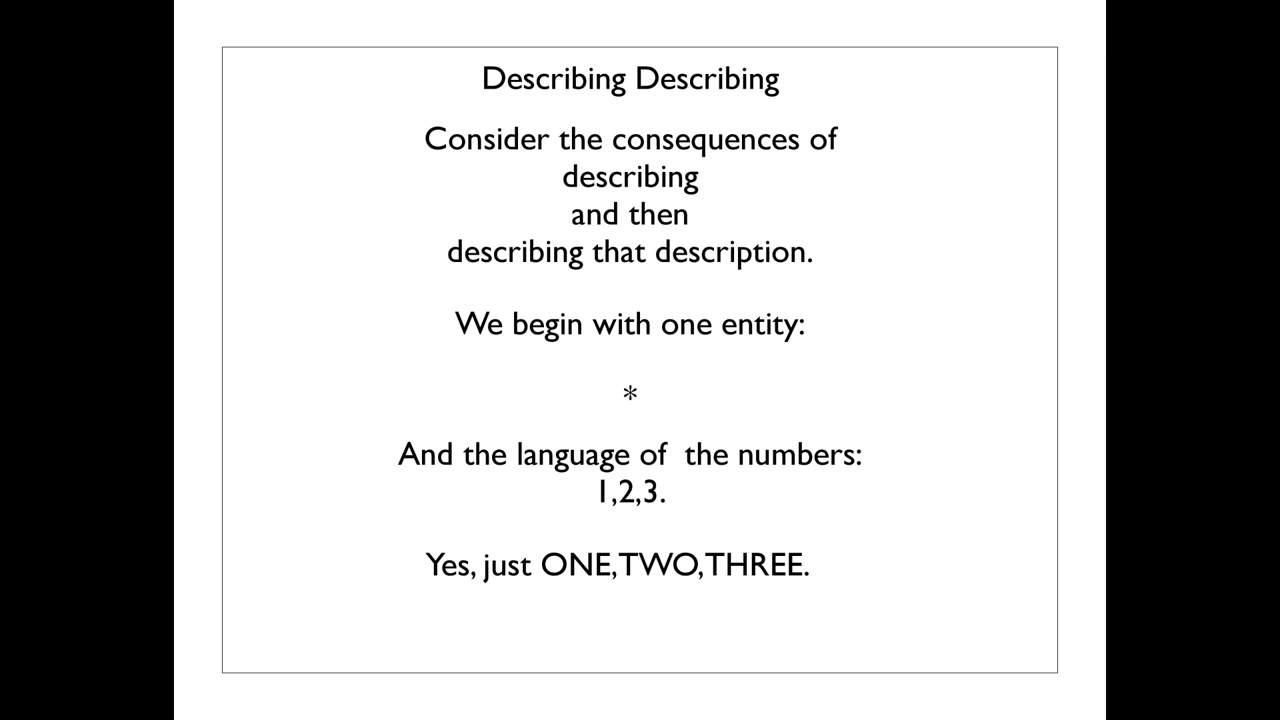 Describing Describing
Consider the consequences of
describing
and then
describing that description.
We begin with one entity:
*
And the language of  the numbers:
1,2,3.
Yes, just ONE,TWO,THREE.